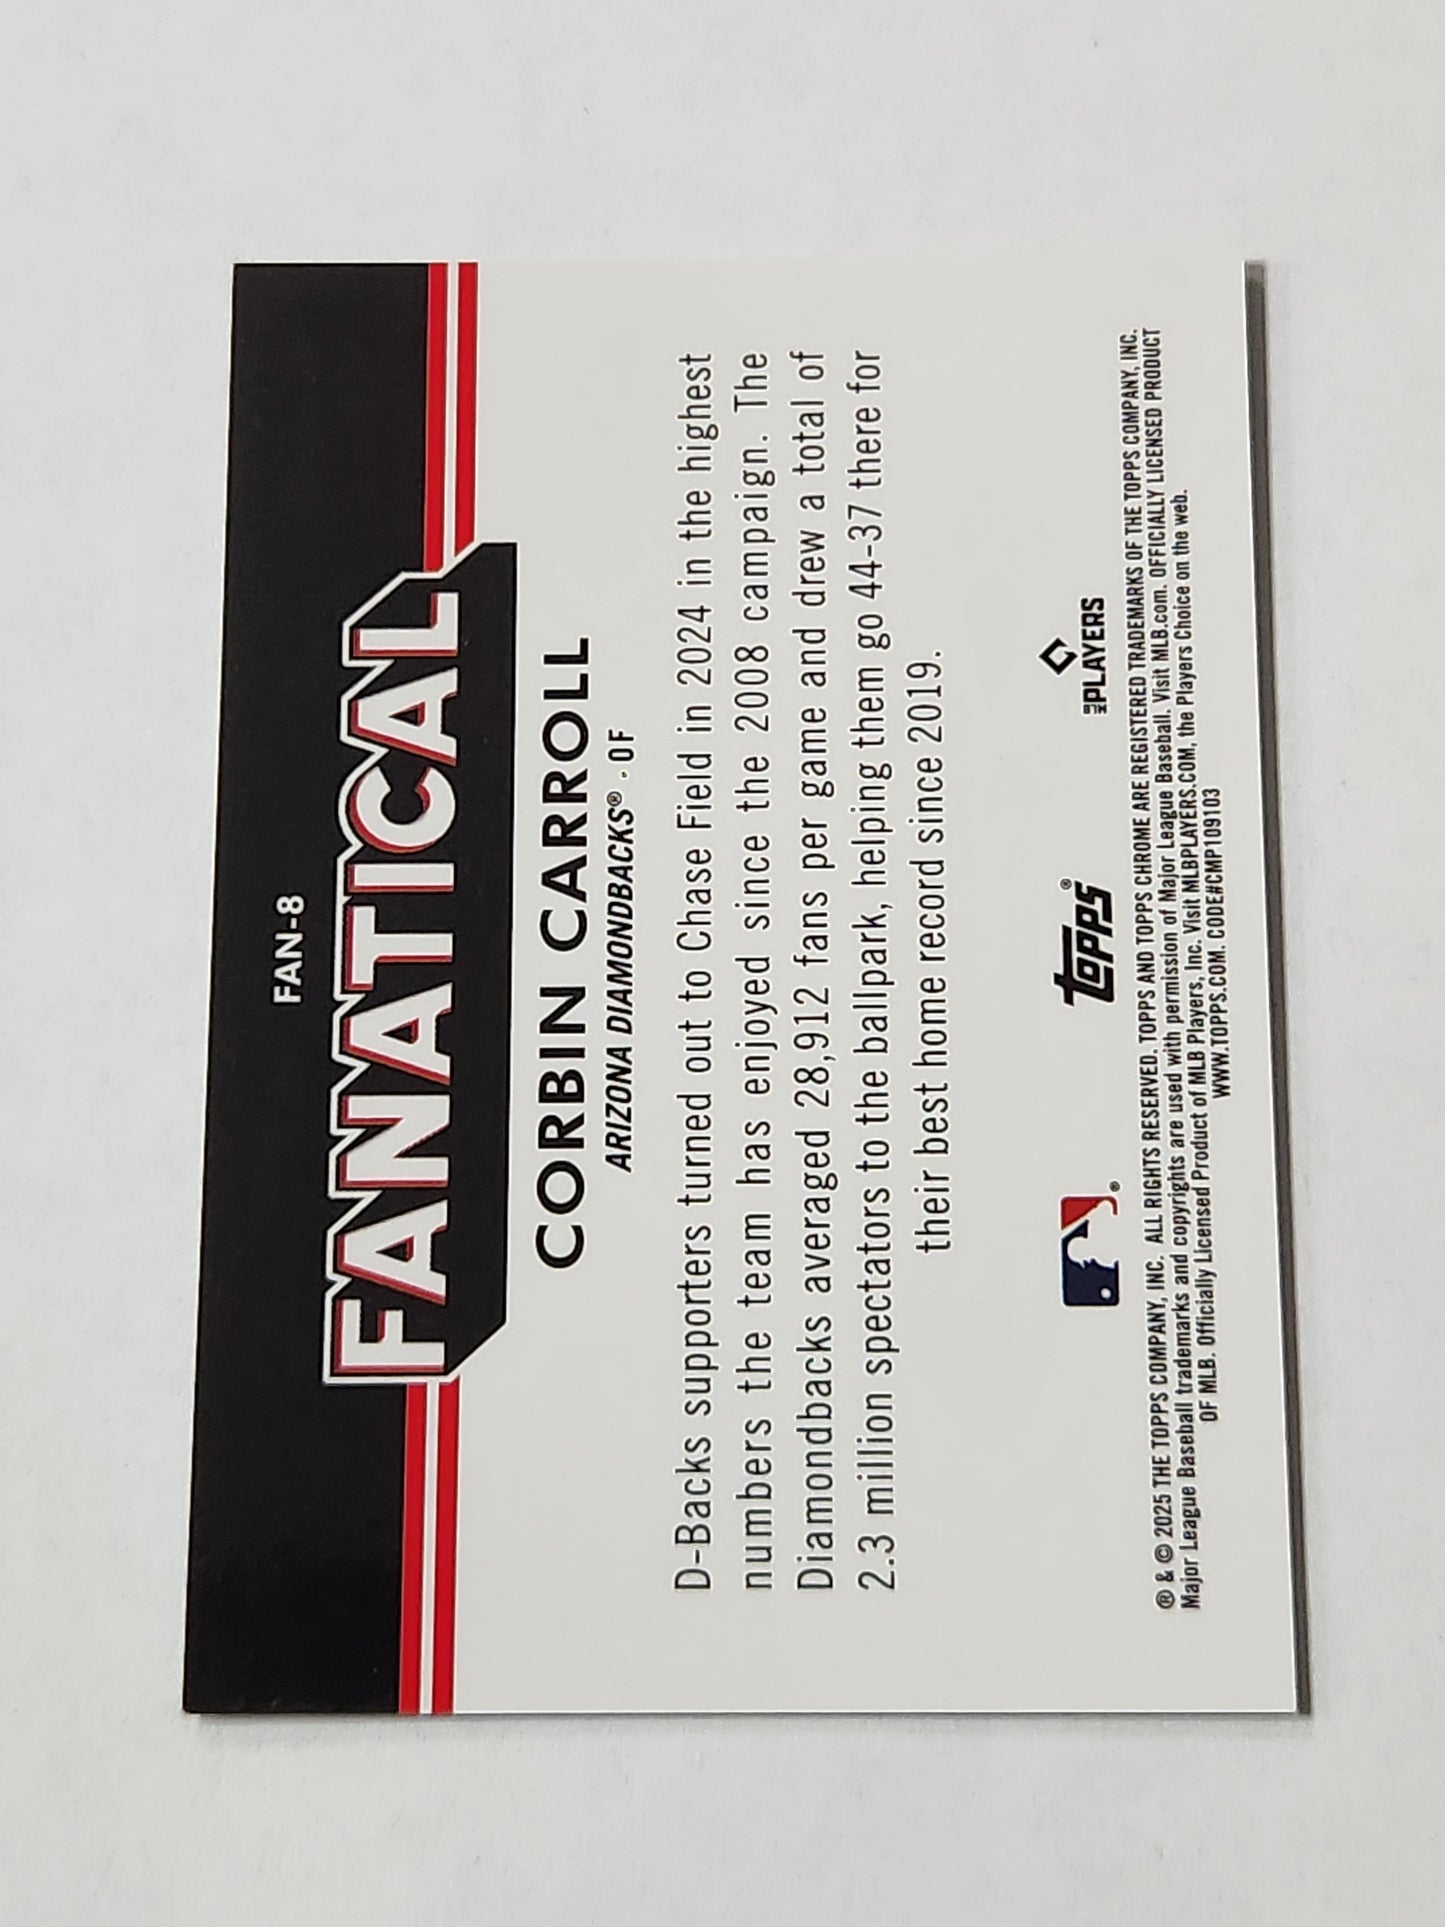 FAN-8
FANATICAL
CORBIN CARROLL
ARIZONA DIAMONDBACKS® · OF
D-Backs supporters turned out to Chase Field in 2024 in the highest
numbers the team has enjoyed since the 2008 campaign. The
Diamondbacks averaged 28,912 fans per game and drew a total of
2.3 million spectators to the ballpark, helping them go 44-37 there for
their best home record since 2019.
®
TOPPS®
MLB PLAYERS
® & © 2025 THE TOPPS COMPANY, INC. ALL RIGHTS RESERVED. TOPPS AND TOPPS CHROME ARE REGISTERED TRADEMARKS OF THE TOPPS COMPANY, INC.
Major League Baseball trademarks and copyrights are used with permission of Major League Baseball. Visit MLB.com. OFFICIALLY LICENSED PRODUCT
OF MLB. Officially Licensed Product of MLB Players, Inc. Visit MLBPLAYERS.COM, the Players Choice on the web.
WWW.TOPPS.COM. CODE#CMP109103